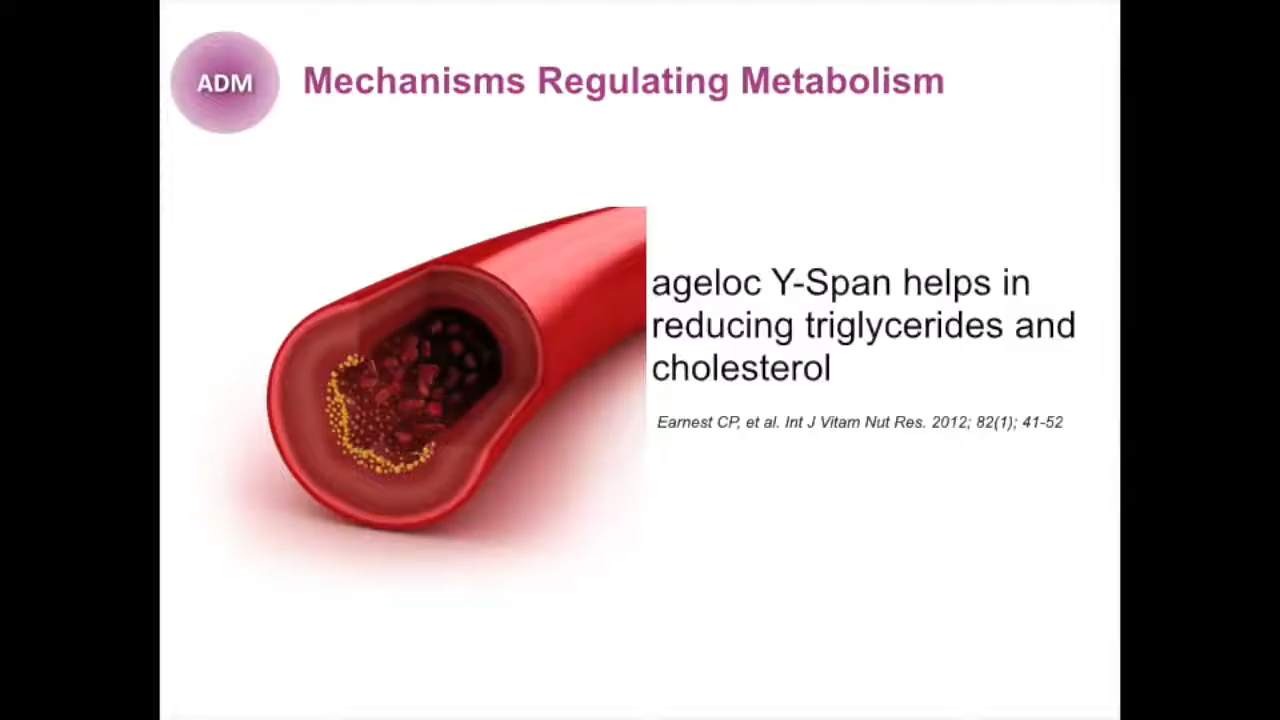 ADM
Mechanisms Regulating Metabolism
ageloc Y-Span helps in
reducing triglycerides and
cholesterol
Earnest CP, et al. Int J Vitam Nut Res. 2012; 82(1); 41-52